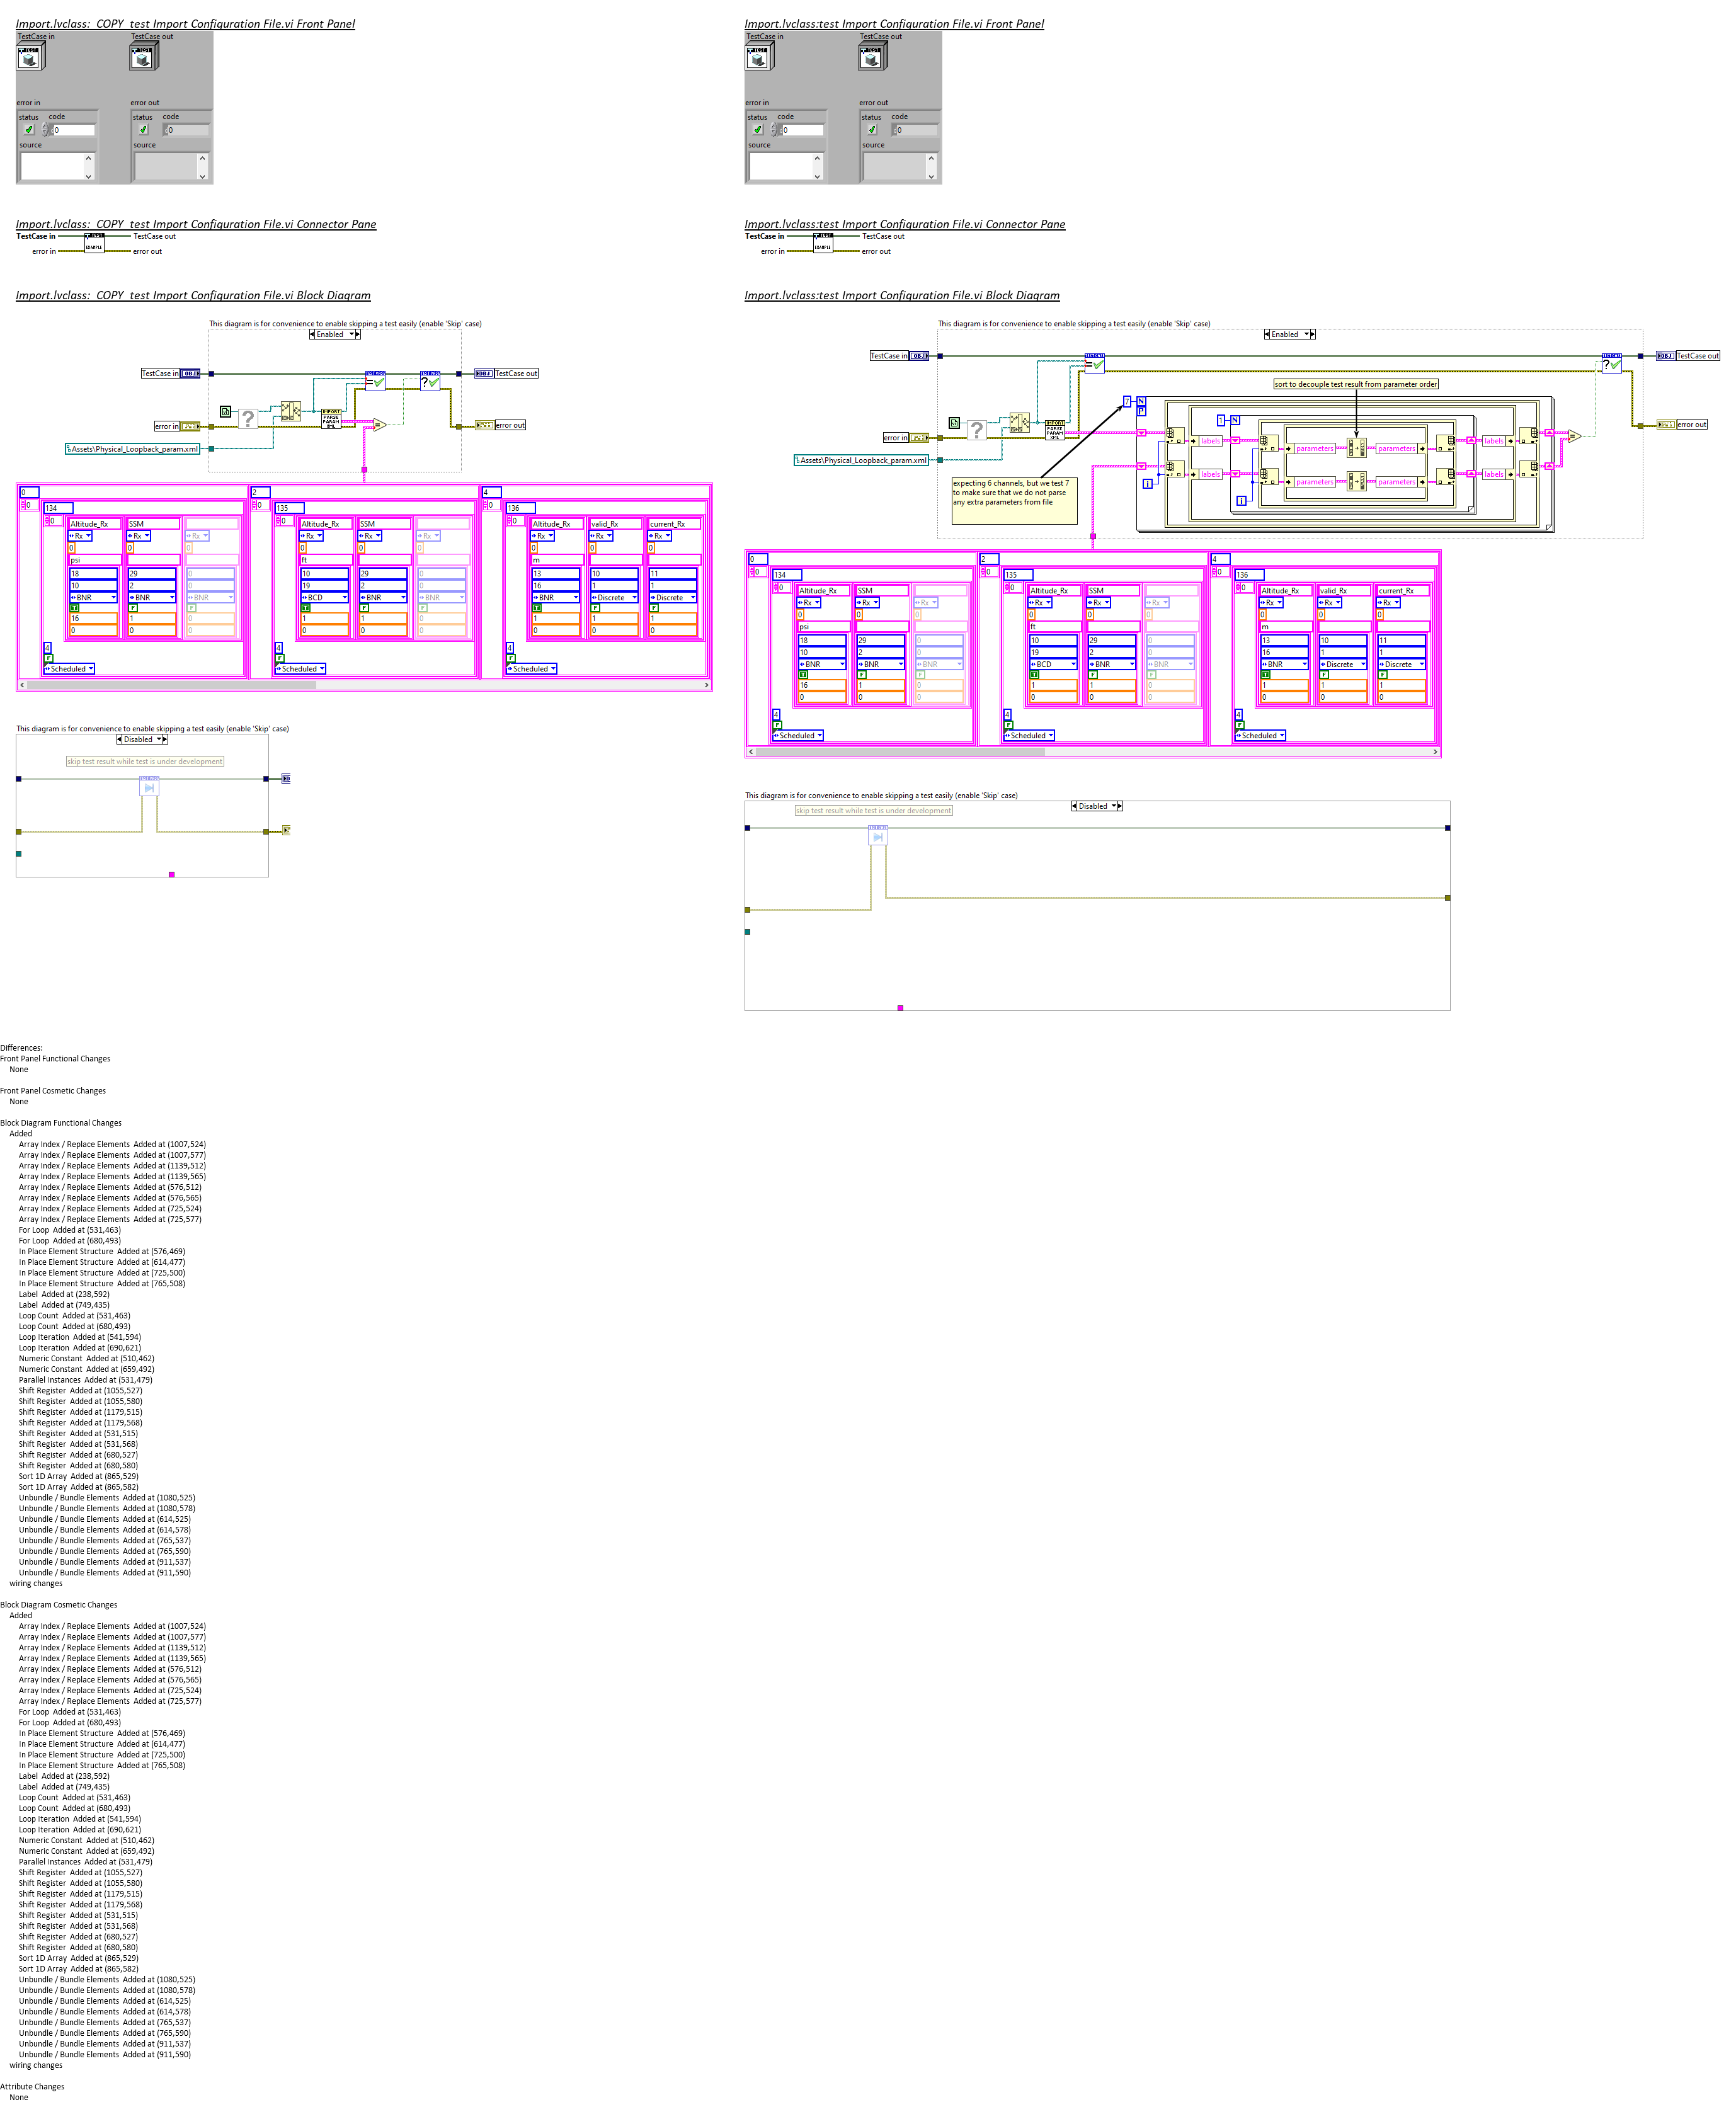 Import.lvclass:  COPY  test Import Configuration File.vi Front Panel
TestCase in
TestCase out
error in
error out
status
code
status
code
0
0
source
source
Import.lvclass:  COPY  test Import Configuration File.vi Connector Pane
TestCase in
TestCase out
error in
error out
Import.lvclass:  COPY  test Import Configuration File.vi Block Diagram
This diagram is for convenience to enable skipping a test easily (enable 'Skip' case)
Enabled
TestCase in
TestCase out
error in
error out
Assets\Physical_Loopback_param.xml
0
2
4
0
134
0
135
0
136
0
Altitude_Rx
SSM
0
Altitude_Rx
SSM
0
Altitude_Rx
valid_Rx
current_Rx
Rx
Rx
Rx
Rx
Rx
Rx
Rx
Rx
Rx
0
0
0
0
0
0
0
0
0
psi
ft
m
18
29
0
10
29
0
13
10
11
10
2
0
19
2
0
16
1
1
BNR
BNR
BNR
BCD
BNR
BNR
BNR
Discrete
Discrete
T
F
F
T
F
F
T
F
F
16
1
0
1
1
0
1
1
1
0
0
0
0
0
0
0
0
0
4
4
4
F
F
F
Scheduled
Scheduled
Scheduled
This diagram is for convenience to enable skipping a test easily (enable 'Skip' case)
Disabled
skip test result while test is under development
Import.lvclass:test Import Configuration File.vi Front Panel
TestCase in
TestCase out
error in
error out
status
code
status
code
0
0
source
source
Import.lvclass:test Import Configuration File.vi Connector Pane
TestCase in
TestCase out
error in
error out
Import.lvclass:test Import Configuration File.vi Block Diagram
This diagram is for convenience to enable skipping a test easily (enable 'Skip' case)
Enabled
TestCase in
TestCase out
sort to decouple test result from parameter order
7
N
P
1
N
error in
error out
labels
parameters
parameters
labels
labels
parameters
parameters
labels
i
i
Assets\Physical_Loopback_param.xml
expecting 6 channels, but we test 7
to make sure that we do not parse
any extra parameters from file
0
2
4
0
134
0
135
0
136
0
Altitude_Rx
SSM
0
Altitude_Rx
SSM
0
Altitude_Rx
valid_Rx
current_Rx
Rx
Rx
Rx
Rx
Rx
Rx
Rx
Rx
Rx
0
0
0
0
0
0
0
0
0
psi
ft
m
18
29
0
10
29
0
13
10
11
10
2
0
19
2
0
16
1
1
BNR
BNR
BNR
BCD
BNR
BNR
BNR
Discrete
Discrete
T
F
F
T
F
F
T
F
F
16
1
0
1
1
0
1
1
1
0
0
0
0
0
0
0
0
0
4
4
4
F
F
F
Scheduled
Scheduled
Scheduled
This diagram is for convenience to enable skipping a test easily (enable 'Skip' case)
Disabled
skip test result while test is under development
Differences:
Front Panel Functional Changes
None
Front Panel Cosmetic Changes
None
Block Diagram Functional Changes
Added
Array Index / Replace Elements  Added at (1007,524)
Array Index / Replace Elements  Added at (1007,577)
Array Index / Replace Elements  Added at (1139,512)
Array Index / Replace Elements  Added at (1139,565)
Array Index / Replace Elements  Added at (576,512)
Array Index / Replace Elements  Added at (576,565)
Array Index / Replace Elements  Added at (725,524)
Array Index / Replace Elements  Added at (725,577)
For Loop  Added at (531,463)
For Loop  Added at (680,493)
In Place Element Structure  Added at (576,469)
In Place Element Structure  Added at (614,477)
In Place Element Structure  Added at (725,500)
In Place Element Structure  Added at (765,508)
Label  Added at (238,592)
Label  Added at (749,435)
Loop Count  Added at (531,463)
Loop Count  Added at (680,493)
Loop Iteration  Added at (541,594)
Loop Iteration  Added at (690,621)
Numeric Constant  Added at (510,462)
Numeric Constant  Added at (659,492)
Parallel Instances  Added at (531,479)
Shift Register  Added at (1055,527)
Shift Register  Added at (1055,580)
Shift Register  Added at (1179,515)
Shift Register  Added at (1179,568)
Shift Register  Added at (531,515)
Shift Register  Added at (531,568)
Shift Register  Added at (680,527)
Shift Register  Added at (680,580)
Sort 1D Array  Added at (865,529)
Sort 1D Array  Added at (865,582)
Unbundle / Bundle Elements  Added at (1080,525)
Unbundle / Bundle Elements  Added at (1080,578)
Unbundle / Bundle Elements  Added at (614,525)
Unbundle / Bundle Elements  Added at (614,578)
Unbundle / Bundle Elements  Added at (765,537)
Unbundle / Bundle Elements  Added at (765,590)
Unbundle / Bundle Elements  Added at (911,537)
Unbundle / Bundle Elements  Added at (911,590)
wiring changes
Block Diagram Cosmetic Changes
Added
Array Index / Replace Elements  Added at (1007,524)
Array Index / Replace Elements  Added at (1007,577)
Array Index / Replace Elements  Added at (1139,512)
Array Index / Replace Elements  Added at (1139,565)
Array Index / Replace Elements  Added at (576,512)
Array Index / Replace Elements  Added at (576,565)
Array Index / Replace Elements  Added at (725,524)
Array Index / Replace Elements  Added at (725,577)
For Loop  Added at (531,463)
For Loop  Added at (680,493)
In Place Element Structure  Added at (576,469)
In Place Element Structure  Added at (614,477)
In Place Element Structure  Added at (725,500)
In Place Element Structure  Added at (765,508)
Label  Added at (238,592)
Label  Added at (749,435)
Loop Count  Added at (531,463)
Loop Count  Added at (680,493)
Loop Iteration  Added at (541,594)
Loop Iteration  Added at (690,621)
Numeric Constant  Added at (510,462)
Numeric Constant  Added at (659,492)
Parallel Instances  Added at (531,479)
Shift Register  Added at (1055,527)
Shift Register  Added at (1055,580)
Shift Register  Added at (1179,515)
Shift Register  Added at (1179,568)
Shift Register  Added at (531,515)
Shift Register  Added at (531,568)
Shift Register  Added at (680,527)
Shift Register  Added at (680,580)
Sort 1D Array  Added at (865,529)
Sort 1D Array  Added at (865,582)
Unbundle / Bundle Elements  Added at (1080,525)
Unbundle / Bundle Elements  Added at (1080,578)
Unbundle / Bundle Elements  Added at (614,525)
Unbundle / Bundle Elements  Added at (614,578)
Unbundle / Bundle Elements  Added at (765,537)
Unbundle / Bundle Elements  Added at (765,590)
Unbundle / Bundle Elements  Added at (911,537)
Unbundle / Bundle Elements  Added at (911,590)
wiring changes
Attribute Changes
None